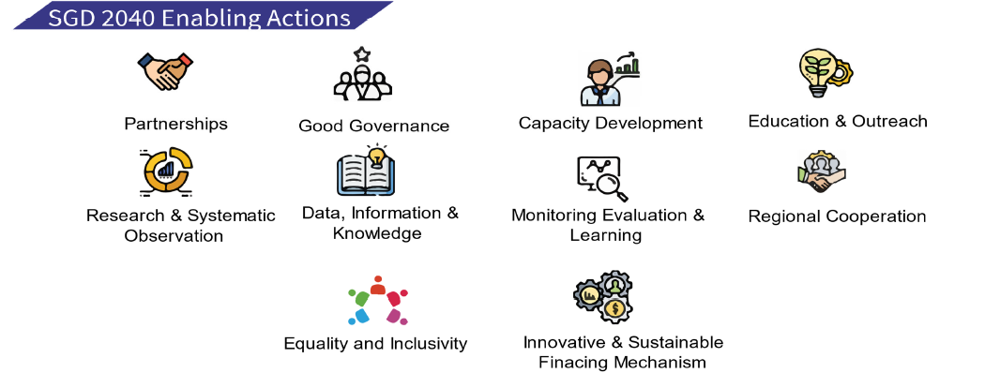 SGD 2040 Enabling Actions
Partnerships
Good Governance
Capacity Development
Education & Outreach
Research & Systematic
Observation
Data, Information &
Knowledge
Monitoring Evaluation &
Learning
Regional Cooperation
Equality and Inclusivity
Innovative & Sustainable
Finacing Mechanism